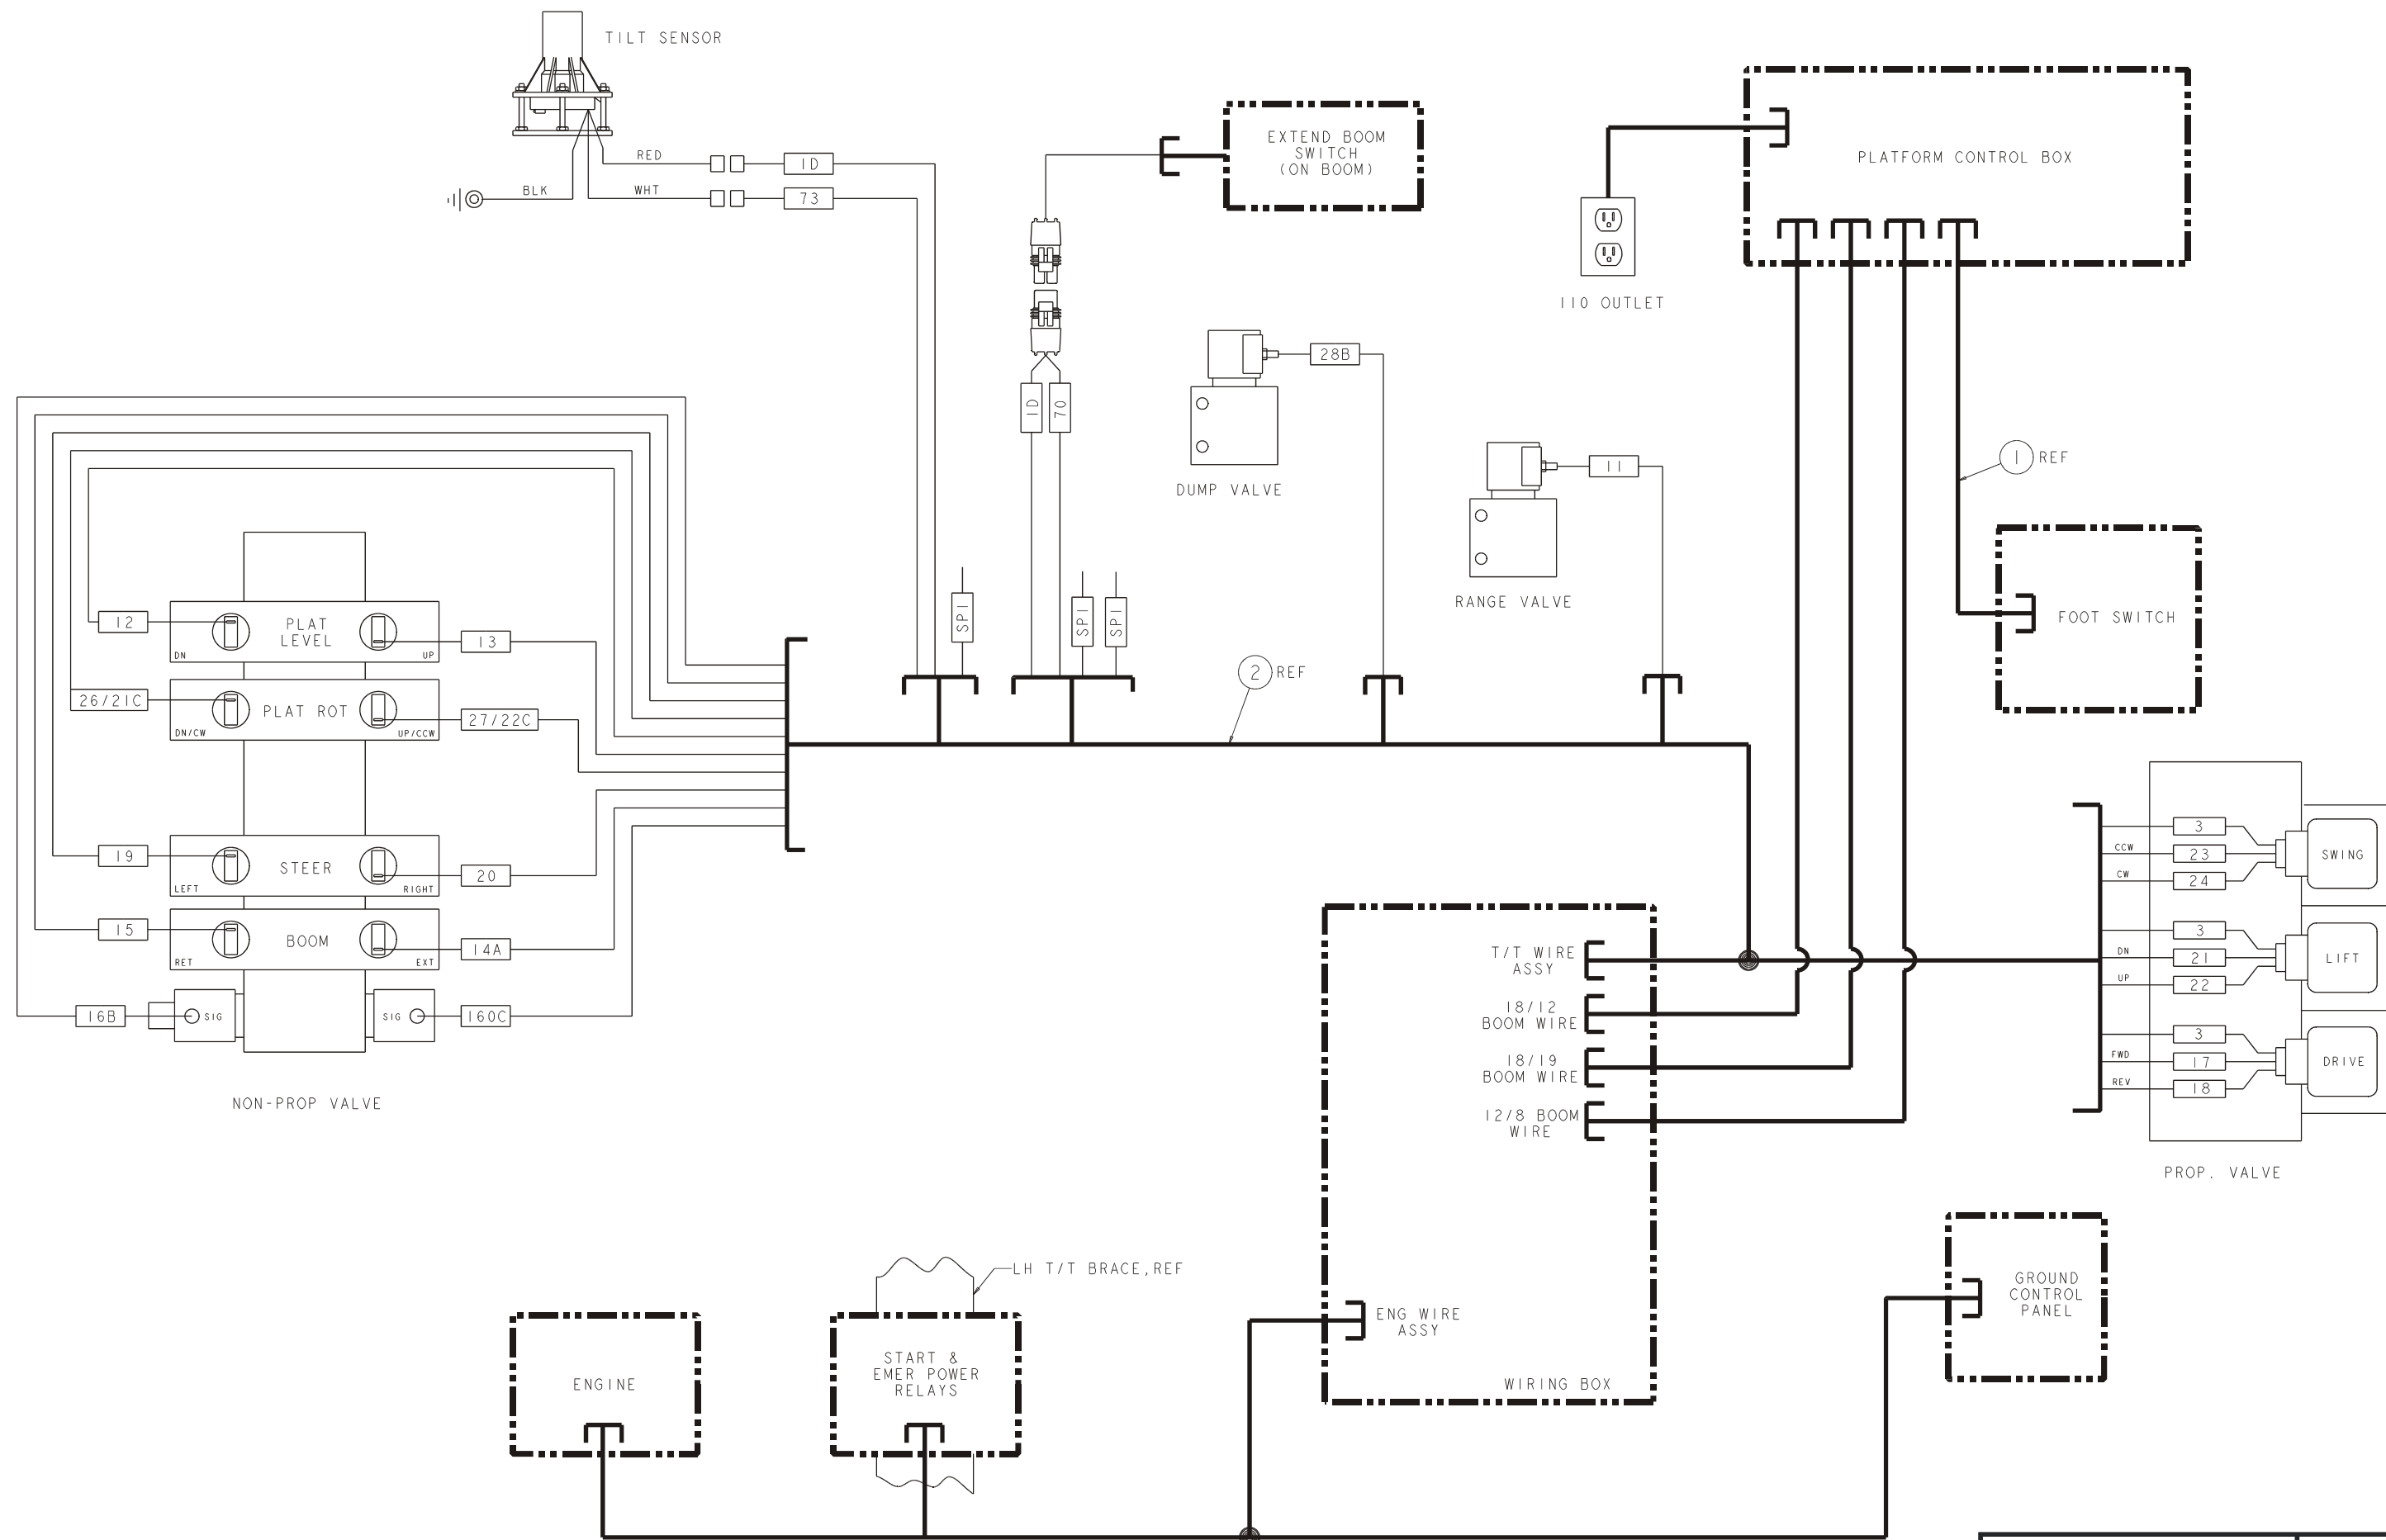 TILT SENSOR
RED
1D
BLK
WHT
73
EXTEND BOOM
SWITCH
(ON BOOM)
PLATFORM CONTROL BOX
110 OUTLET
28B
1D
70
DUMP VALVE
11
RANGE VALVE
1 REF
FOOT SWITCH
SP1
SP1
SP1
2 REF
12
PLAT
LEVEL
DN
UP
13
26/21C
PLAT ROT
DN/CW
UP/CCW
27/22C
19
STEER
LEFT
RIGHT
20
15
BOOM
RET
EXT
14A
16B
SIG
SIG
160C
NON-PROP VALVE
3
CCW
23
CW
24
SWING
3
DN
21
UP
22
LIFT
3
FWD
17
REV
18
DRIVE
PROP. VALVE
T/T WIRE
ASSY
18/12
BOOM WIRE
18/19
BOOM WIRE
12/8 BOOM
WIRE
ENG WIRE
ASSY
WIRING BOX
GROUND
CONTROL
PANEL
LH T/T BRACE,REF
ENGINE
START &
EMER POWER
RELAYS